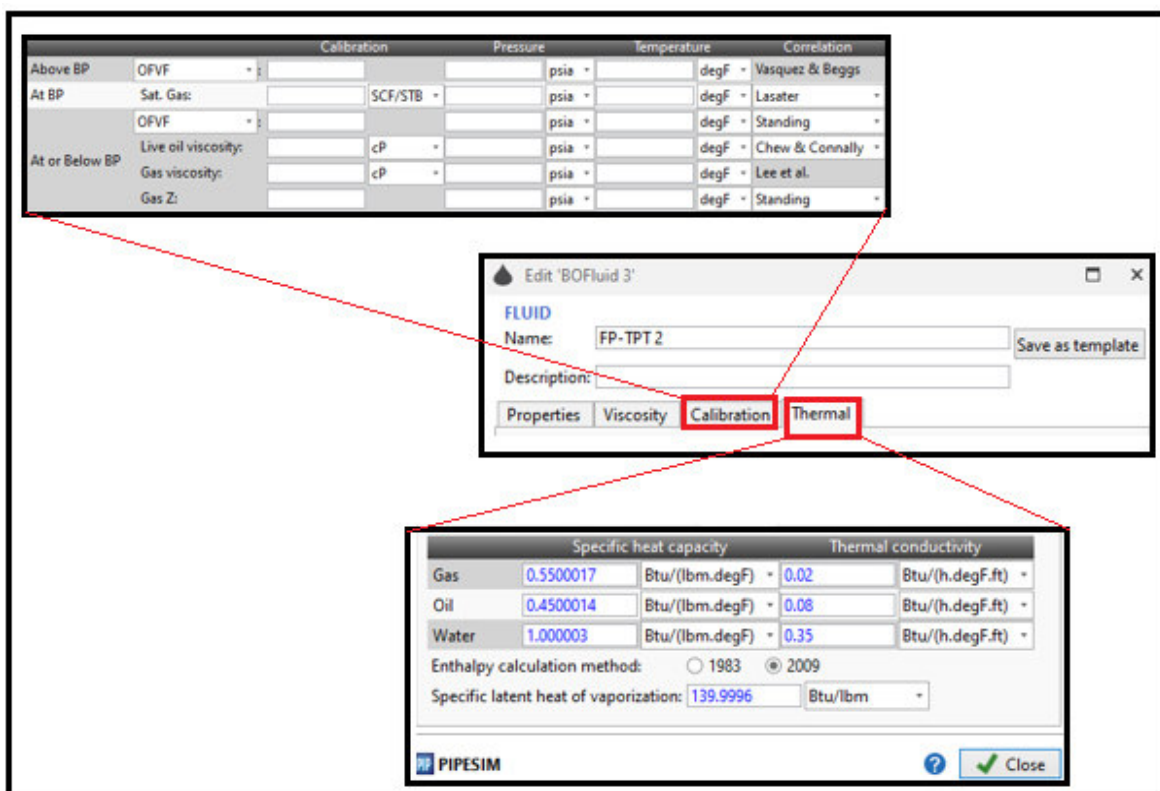 Calibration Pressure Temperature Correlation
Above BP OFVF : psia degF Vasquez & Beggs
At BP Sat. Gas: SCF/STB psia degF Lasater
OFVF : psia degF Standing
At or Below BP
Live oil viscosity: cP psia degF Chew & Connally
Gas viscosity: cP psia degF Lee et al.
Gas Z: psia degF Standing
Edit 'BOFluid 3'
FLUID
Name: FP-TPT 2 Save as template
Description:
Properties Viscosity Calibration Thermal
Specific heat capacity Thermal conductivity
Gas 0.5500017 Btu/(lbm.degF) 0.02 Btu/(h.degF.ft)
Oil 0.4500014 Btu/(lbm.degF) 0.08 Btu/(h.degF.ft)
Water 1.000003 Btu/(lbm.degF) 0.35 Btu/(h.degF.ft)
Enthalpy calculation method: 1983 2009
Specific latent heat of vaporization: 139.9996 Btu/lbm
PIP PIPESIM ? Close